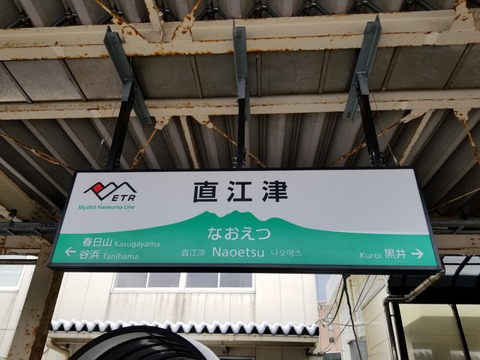 ETR
Myōkō Haneuma Line
直江津
なおえつ
春日山 Kasugayama
← 谷浜 Tanihama
直江津 Naoetsu 나오에츠
Kuroi 黒井 →